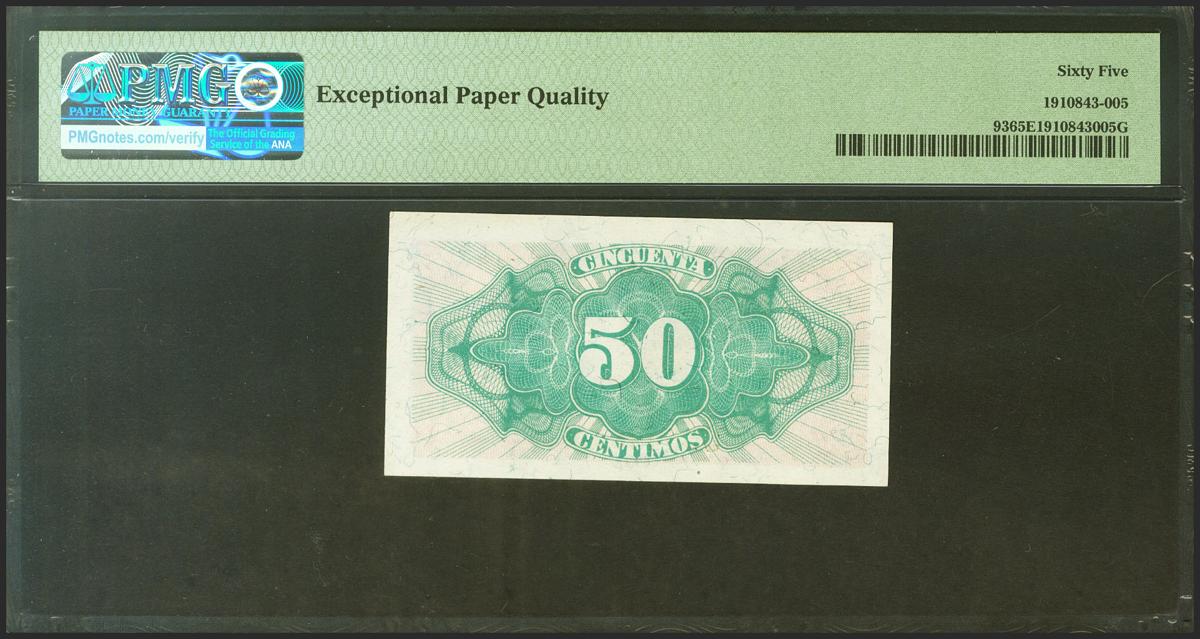 PMG
PAPER MONEY GUARANTY
PMGnotes.com/verify
The Official Grading
Service of the ANA
Exceptional Paper Quality
Sixty Five
1910843-005
9365E1910843005G
CINCUENTA
50
CENTIMOS